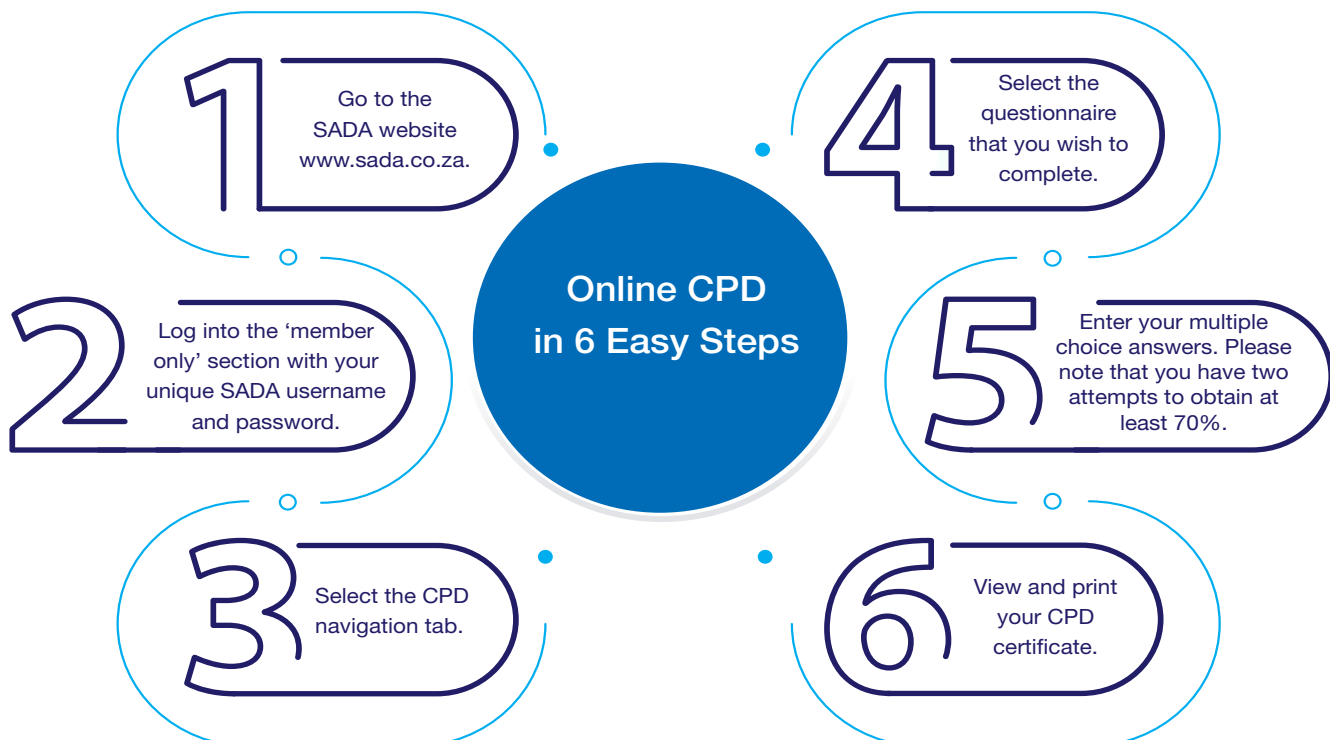 1
Go to the
SADA website
www.sada.co.za.
2
Log into the ‘member
only’ section with your
unique SADA username
and password.
3
Select the CPD
navigation tab.
Online CPD
in 6 Easy Steps
4
Select the
questionnaire
that you wish to
complete.
5
Enter your multiple
choice answers. Please
note that you have two
attempts to obtain at
least 70%.
6
View and print
your CPD
certificate.